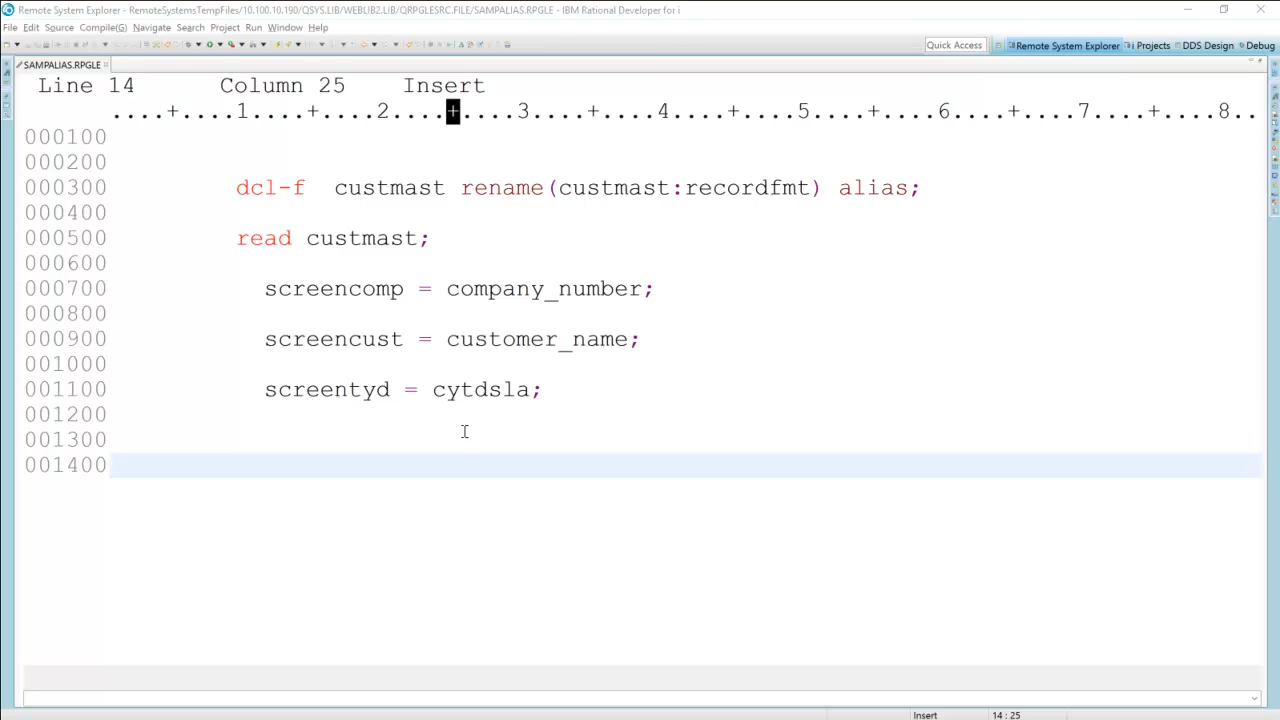 Remote System Explorer - RemoteSystemsTempFiles/10.100.10.190/QSYS.LIB/WEBLIB2.LIB/QRPGLESRC.FILE/SAMPALIAS.RPGLE - IBM Rational Developer for i
File Edit Source Compile(G) Navigate Search Project Run Window Help
Quick Access Remote System Explorer i Projects DDS Design Debug
SAMPALIAS.RPGLE
Line 14 Column 25 Insert
....+....1....+....2....+....3....+....4....+....5....+....6....+....7....+....8..
000100
000200
000300 dcl-f custmast rename(custmast:recordfmt) alias;
000400
000500 read custmast;
000600
000700 screencomp = company_number;
000800
000900 screencust = customer_name;
001000
001100 screentyd = cytdsla;
001200
001300
001400
Insert 14 : 25